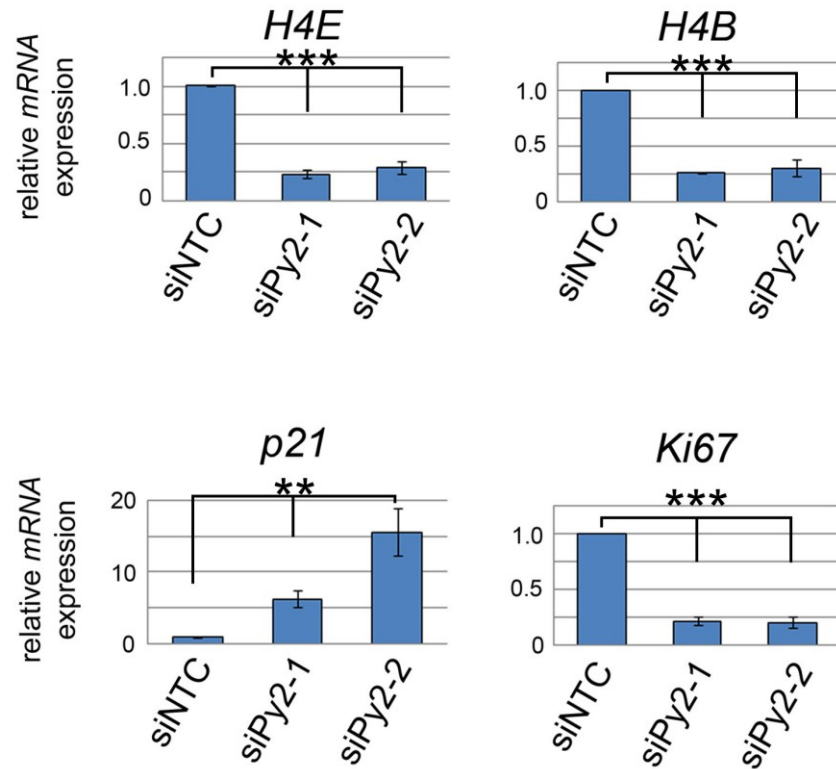 H4E
relative mRNA
expression
1.0
0.5
0
***
siNTC
siPy2-1
siPy2-2
H4B
1.0
0.5
0
***
siNTC
siPy2-1
siPy2-2
p21
relative mRNA
expression
20
10
0
**
siNTC
siPy2-1
siPy2-2
Ki67
1.0
0.5
0
***
siNTC
siPy2-1
siPy2-2